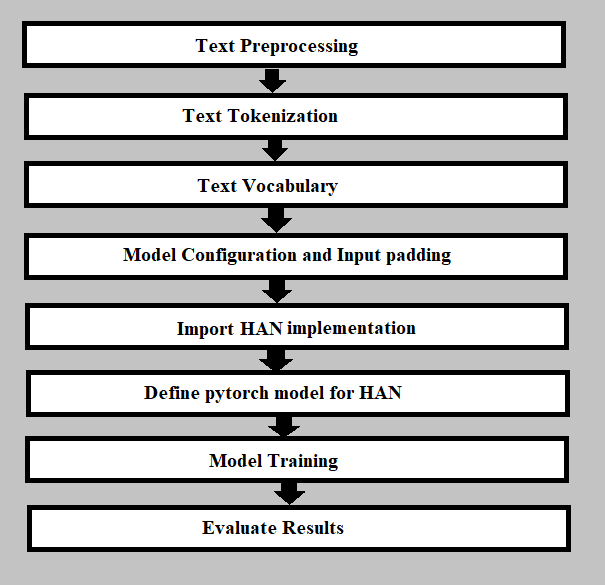 Text Preprocessing
Text Tokenization
Text Vocabulary
Model Configuration and Input padding
Import HAN implementation
Define pytorch model for HAN
Model Training
Evaluate Results